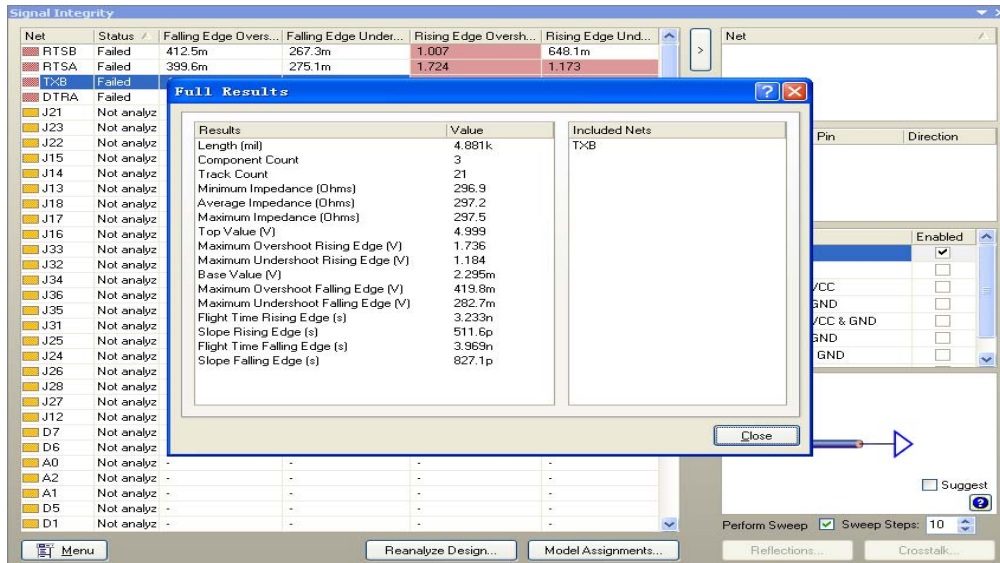 Signal Integrity
Net Status Falling Edge Overs... Falling Edge Under... Rising Edge Oversh... Rising Edge Und... > Net
RTSB Failed 412.5m 267.3m 1.007 648.1m
RTSA Failed 399.6m 275.1m 1.724 1.173
TXB Failed
DTRA Failed
J21 Not analyz
J23 Not analyz
J22 Not analyz
J15 Not analyz
J14 Not analyz
J13 Not analyz
J18 Not analyz
J17 Not analyz
J16 Not analyz
J33 Not analyz
J32 Not analyz
J34 Not analyz
J36 Not analyz
J35 Not analyz
J31 Not analyz
J25 Not analyz
J24 Not analyz
J26 Not analyz
J28 Not analyz
J27 Not analyz
J12 Not analyz
D7 Not analyz
D6 Not analyz
A0 Not analyz - - - -
A2 Not analyz - - - -
A1 Not analyz - - - -
D5 Not analyz - - - -
D1 Not analyz - - - -
Full Results
Results Value
Length (mil) 4.881k
Component Count 3
Track Count 21
Minimum Impedance (Ohms) 296.9
Average Impedance (Ohms) 297.2
Maximum Impedance (Ohms) 297.5
Top Value (V) 4.999
Maximum Overshoot Rising Edge (V) 1.736
Maximum Undershoot Rising Edge (V) 1.184
Base Value (V) 2.295m
Maximum Overshoot Falling Edge (V) 419.8m
Maximum Undershoot Falling Edge (V) 282.7m
Flight Time Rising Edge (s) 3.233n
Slope Rising Edge (s) 511.6p
Flight Time Falling Edge (s) 3.969n
Slope Falling Edge (s) 827.1p
Included Nets
TXB
Close
Pin Direction
Enabled
VCC
GND
VCC & GND
GND
GND
Suggest
Perform Sweep Sweep Steps: 10
Menu Reanalyze Design... Model Assignments... Reflections... Crosstalk...